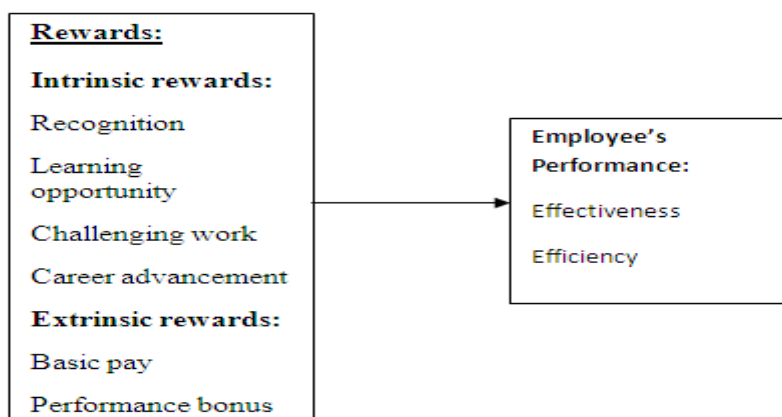 Rewards:
Intrinsic rewards:
Recognition
Learning
opportunity
Challenging work
Career advancement
Extrinsic rewards:
Basic pay
Performance bonus
Employee’s
Performance:
Effectiveness
Efficiency